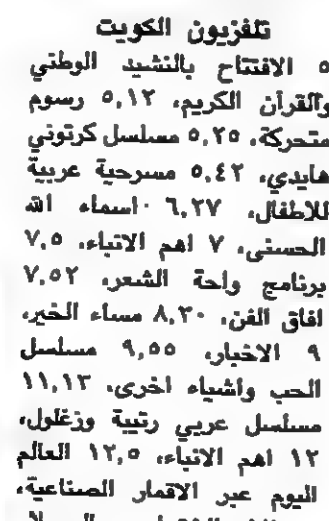 تلفزيون الكويت
٥ الافتتاح بالنشيد الوطني
والقرآن الكريم، ٥,١٢ رسوم
متحركة، ٥,٢٥ مسلسل كرتوني
هايدي، ٥,٤٢ مسرحية عربية
للاطفال، ٦,٢٧ اسماء الله
الحسنى، ٧ اهم الانباء، ٧,٥
برنامج واحة الشعر، ٧,٥٢
افاق الفن، ٨,٣٠ مساء الخير،
٩ الاخبار، ٩,٥٥ مسلسل
الحب واشياء اخرى، ١١,١٣
مسلسل عربي رتيبة وزغلول،
١٢ اهم الانباء، ١٢,٥ العالم
اليوم عبر الاقمار الصناعية،